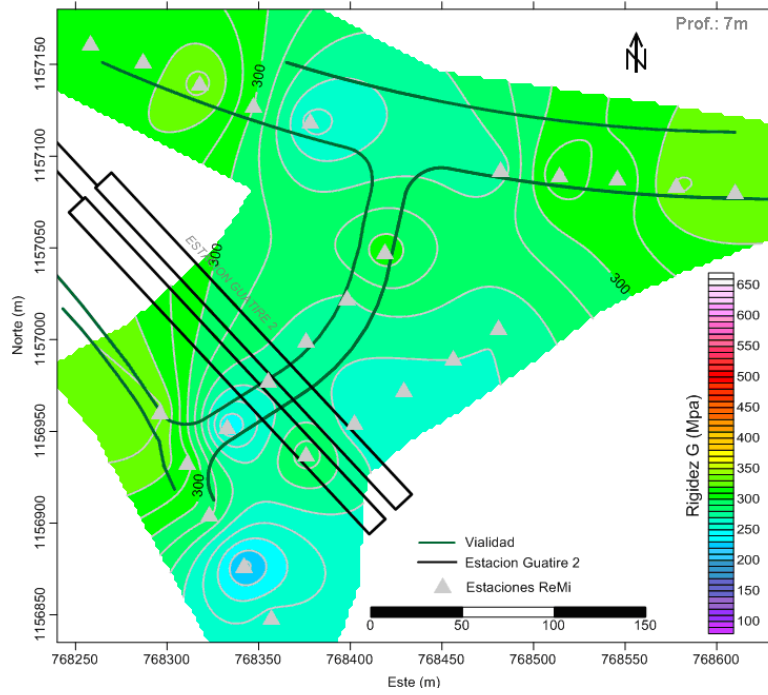 Prof.: 7m
N
300
1157150
1157100
1157050
1157000
1156950
1156900
1156850
Norte (m)
300
ESTACION GUATIRE 2
300
300
650
600
550
500
450
400
350
300
250
200
150
100
Rigidez G (Mpa)
Vialidad
Estacion Guatire 2
Estaciones ReMi
0 50 100 150
768250 768300 768350 768400 768450 768500 768550 768600
Este (m)